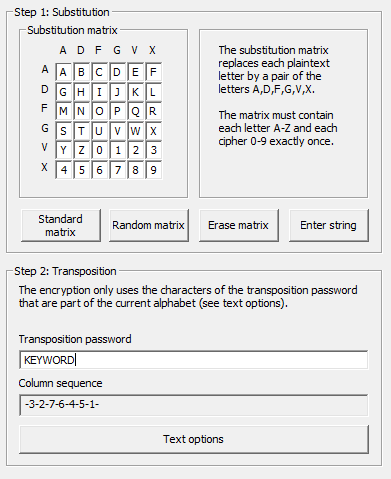 Step 1: Substitution
Substitution matrix
A D F G V X
A A B C D E F
D G H I J K L
F M N O P Q R
G S T U V W X
V Y Z 0 1 2 3
X 4 5 6 7 8 9
The substitution matrix
replaces each plaintext
letter by a pair of the
letters A,D,F,G,V,X.
The matrix must contain
each letter A-Z and each
cipher 0-9 exactly once.
Standard
matrix
Random matrix
Erase matrix
Enter string
Step 2: Transposition
The encryption only uses the characters of the transposition password
that are part of the current alphabet (see text options).
Transposition password
KEYWORD
Column sequence
-3-2-7-6-4-5-1-
Text options